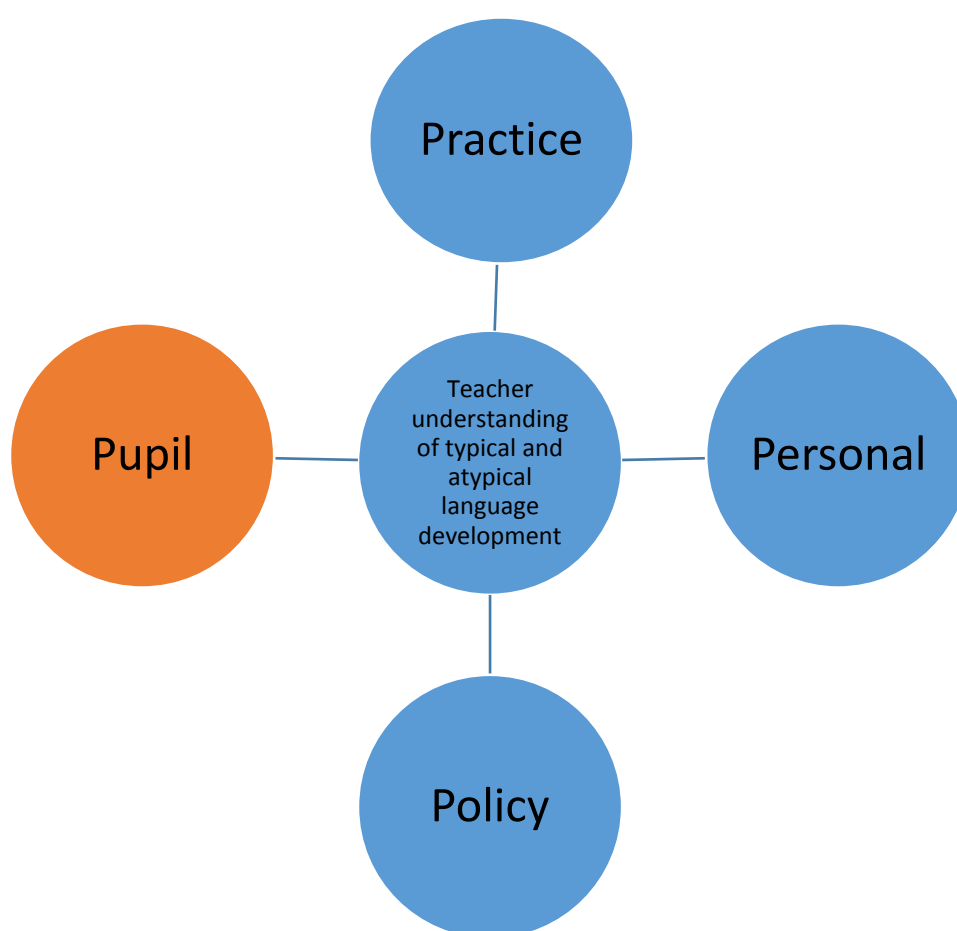 Practice
Pupil
Teacher
understanding
of typical and
atypical
language
development
Personal
Policy